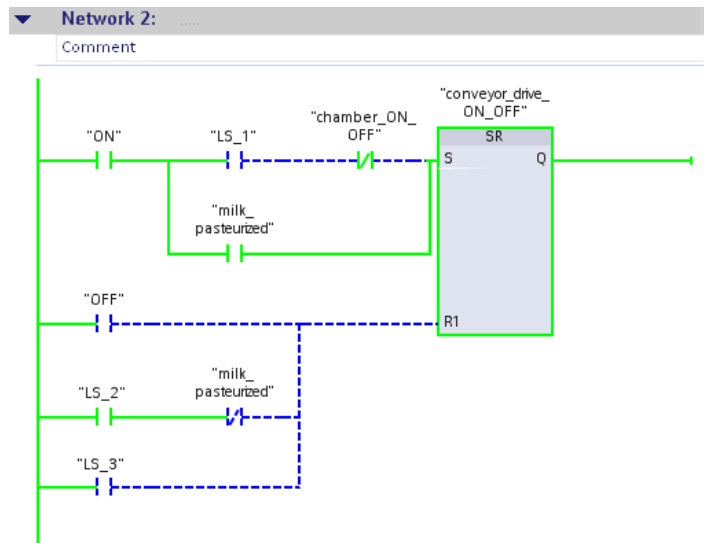 Network 2: .....
Comment
"conveyor_drive_
ON_OFF"
"ON"
"LS_1"
"chamber_ON_
OFF"
SR
S
Q
"milk_
pasteurized"
"OFF"
R1
"LS_2"
"milk_
pasteurized"
"LS_3"